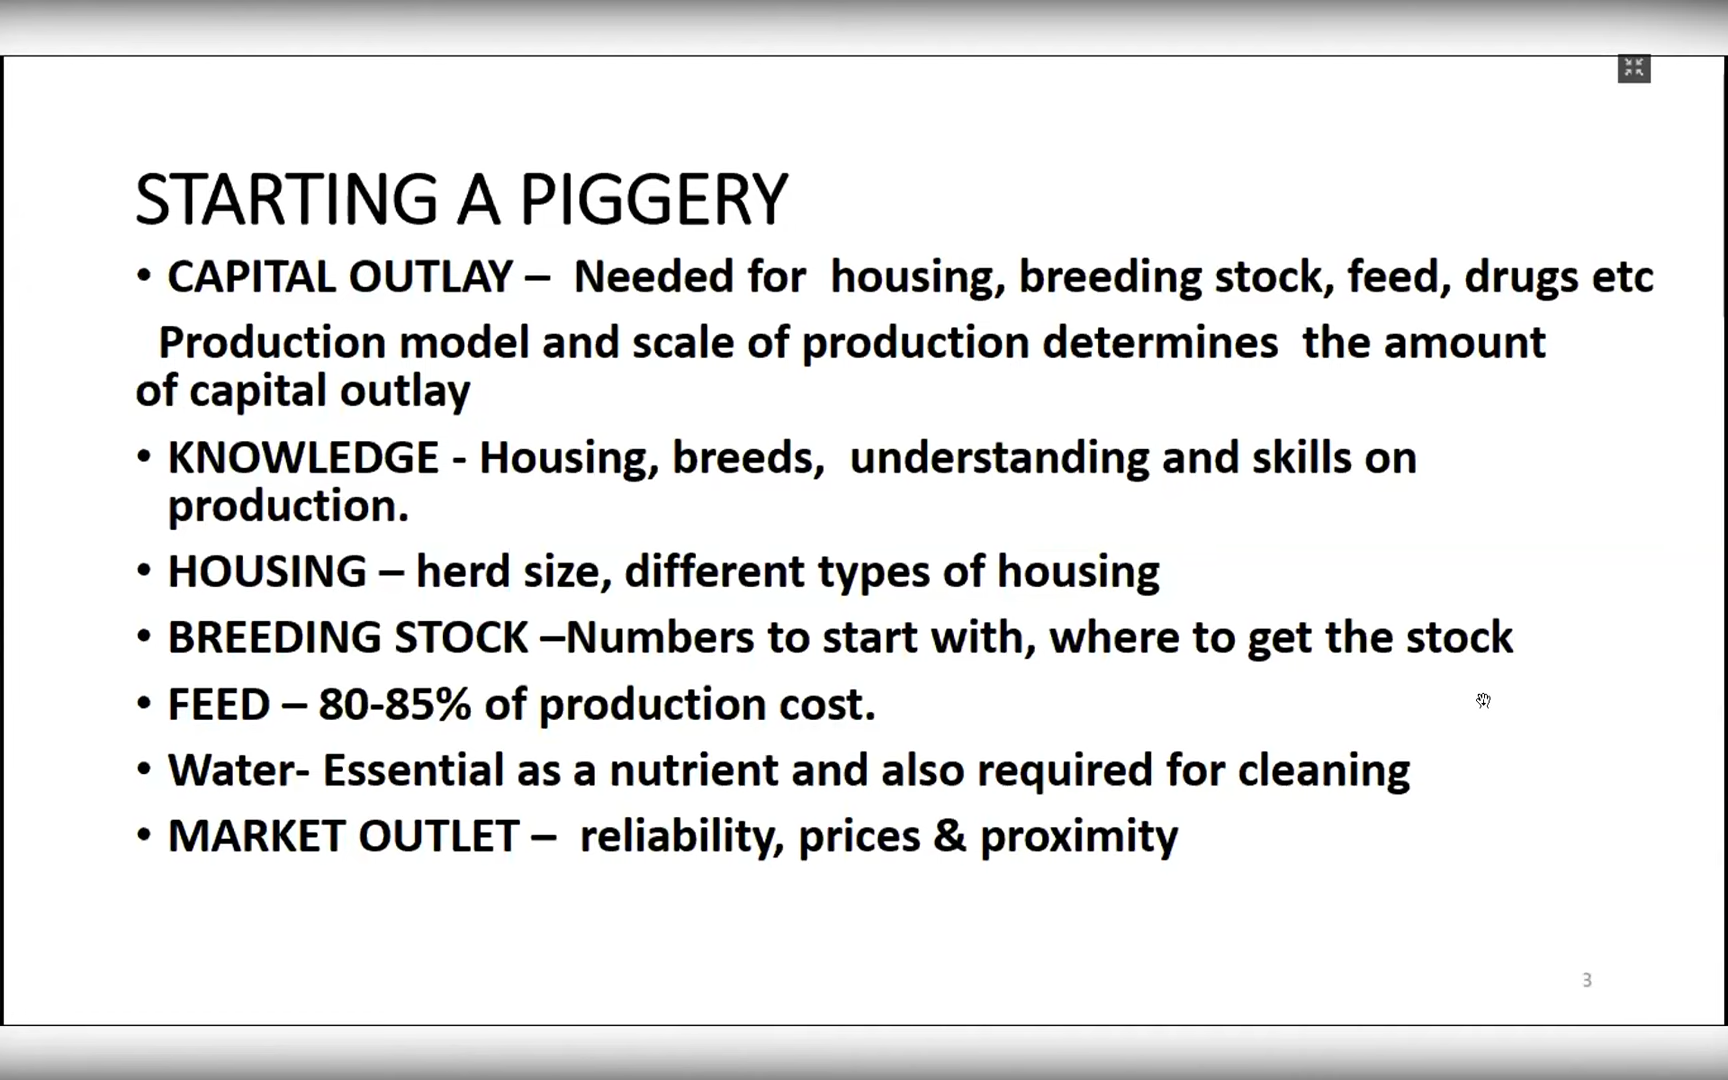 STARTING A PIGGERY
• CAPITAL OUTLAY – Needed for housing, breeding stock, feed, drugs etc
Production model and scale of production determines the amount
of capital outlay
• KNOWLEDGE - Housing, breeds, understanding and skills on
production.
• HOUSING – herd size, different types of housing
• BREEDING STOCK –Numbers to start with, where to get the stock
• FEED – 80-85% of production cost.
• Water- Essential as a nutrient and also required for cleaning
• MARKET OUTLET – reliability, prices & proximity
3